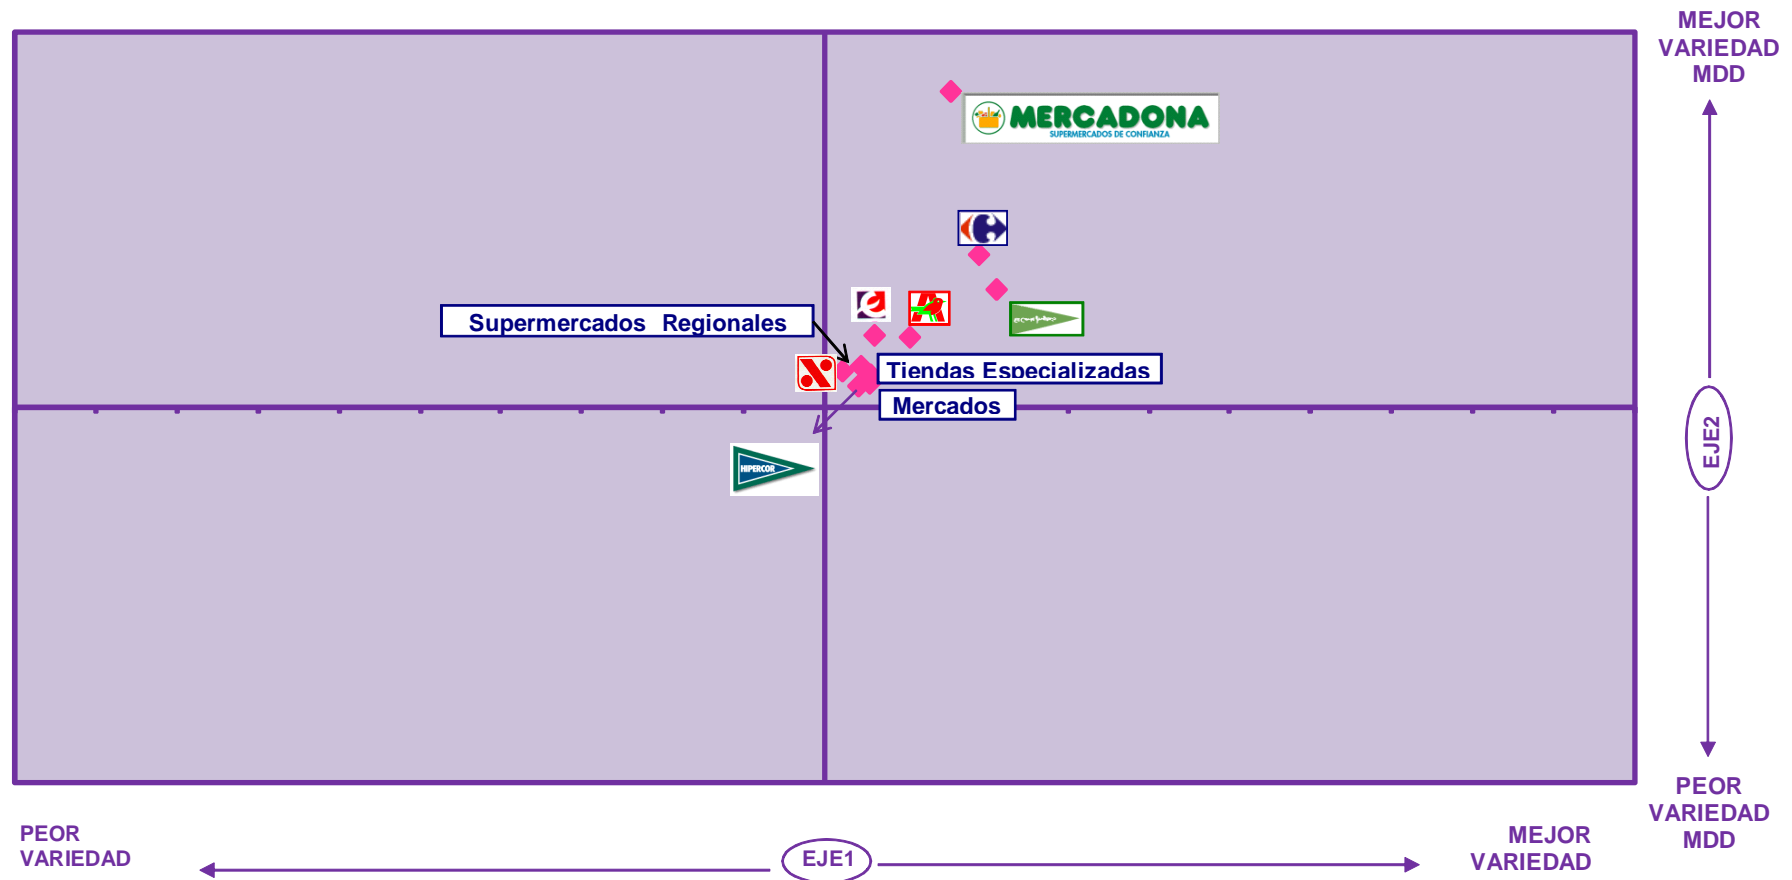 MEJOR
VARIEDAD
MDD
MERCADONA
SUPERMERCADOS DE CONFIANZA
Supermercados Regionales
Tiendas Especializadas
Mercados
HIPERCOR
EJE2
PEOR
VARIEDAD
MDD
PEOR
VARIEDAD
EJE1
MEJOR
VARIEDAD